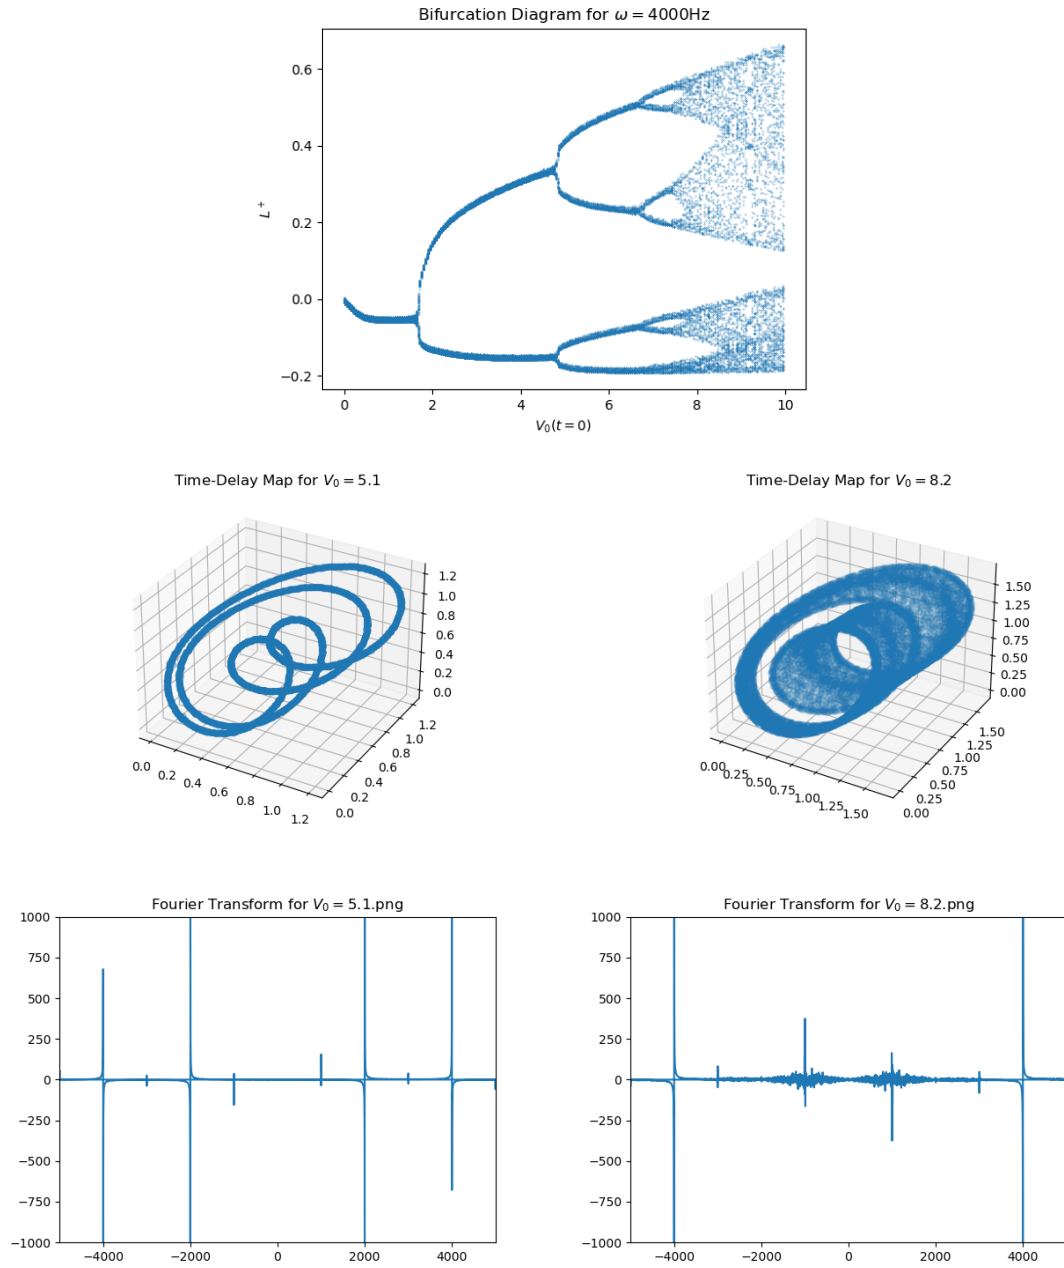 Bifurcation Diagram for ω = 4000Hz
0.6
0.4
0.2
0.0
−0.2
L⁺
0 2 4 6 8 10
V₀(t = 0)
Time-Delay Map for V₀ = 5.1
1.2
1.0
0.8
0.6
0.4
0.2
0.0
0.0 0.2 0.4 0.6 0.8 1.0 1.2
0.0 0.2 0.4 0.6 0.8 1.0 1.2
Time-Delay Map for V₀ = 8.2
1.50
1.25
1.00
0.75
0.50
0.25
0.00
0.00 0.25 0.50 0.75 1.00 1.25 1.50
0.00 0.25 0.50 0.75 1.00 1.25 1.50
Fourier Transform for V₀ = 5.1.png
1000
750
500
250
0
−250
−500
−750
−1000
−4000 −2000 0 2000 4000
Fourier Transform for V₀ = 8.2.png
1000
750
500
250
0
−250
−500
−750
−1000
−4000 −2000 0 2000 4000